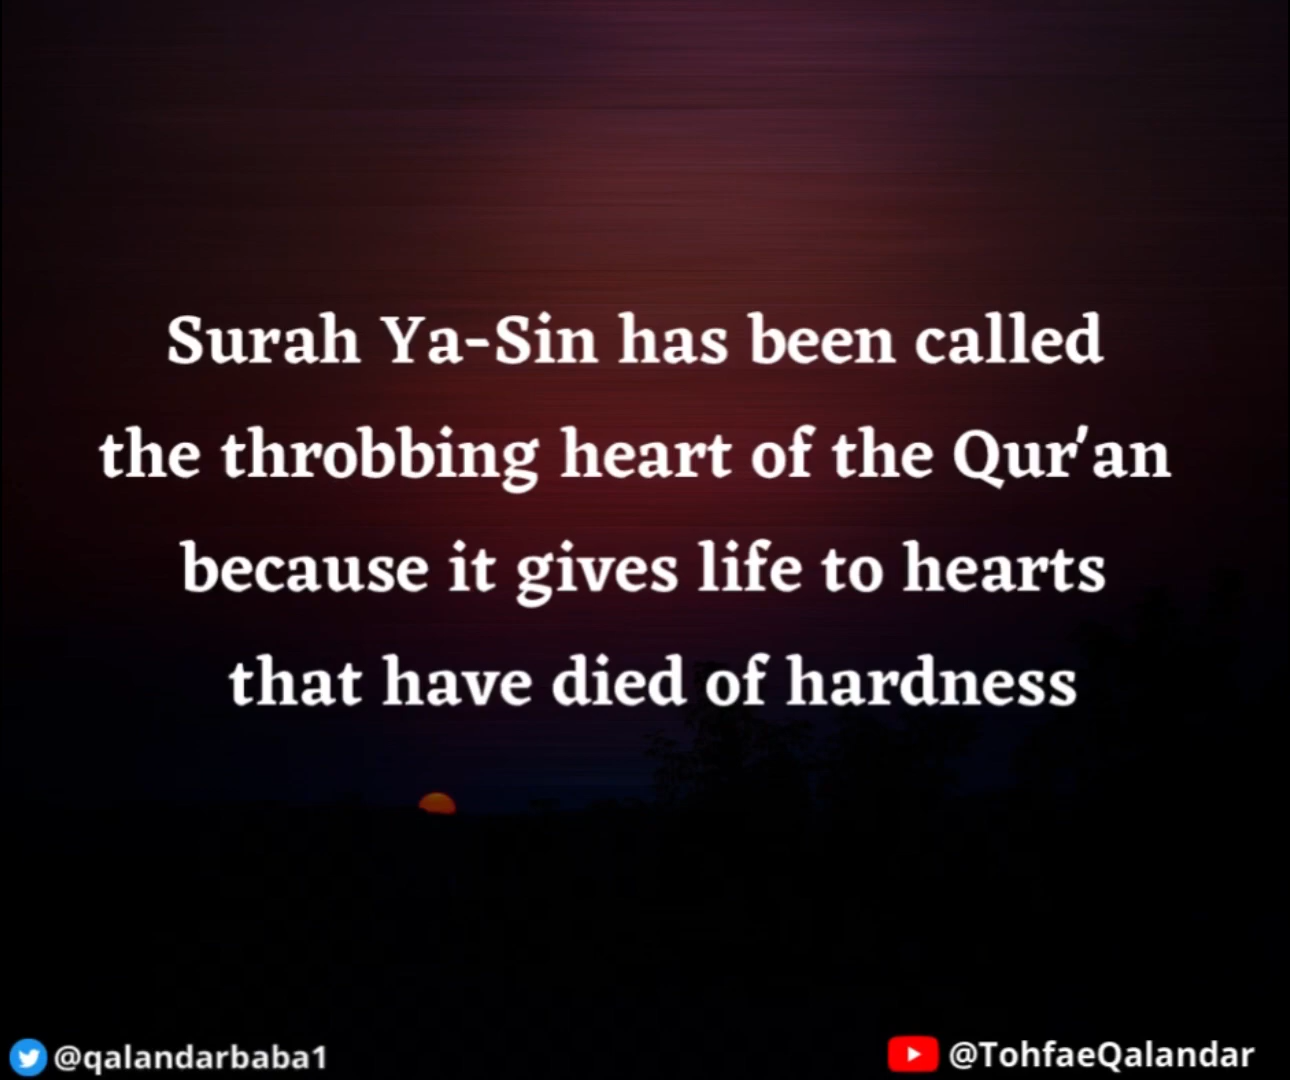 Surah Ya-Sin has been called
the throbbing heart of the Qur'an
because it gives life to hearts
that have died of hardness
@qalandarbaba1
@TohfaeQalandar